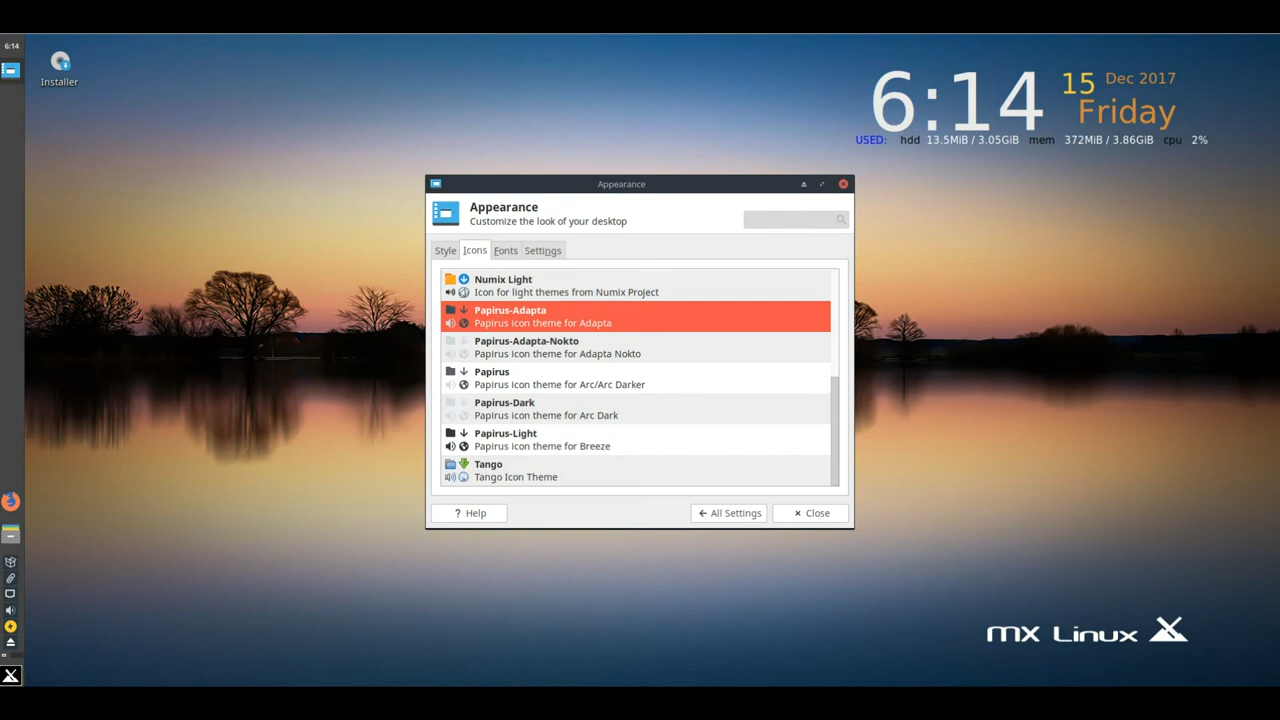 6:14
Installer
6:14
15
Dec 2017
Friday
USED: hdd 13.5MiB / 3.05GiB mem 372MiB / 3.86GiB cpu 2%
Appearance
Appearance
Customize the look of your desktop
Style Icons Fonts Settings
Numix Light
Icon for light themes from Numix Project
Papirus-Adapta
Papirus icon theme for Adapta
Papirus-Adapta-Nokto
Papirus icon theme for Adapta Nokto
Papirus
Papirus icon theme for Arc/Arc Darker
Papirus-Dark
Papirus icon theme for Arc Dark
Papirus-Light
Papirus icon theme for Breeze
Tango
Tango Icon Theme
? Help
All Settings
Close
MX Linux